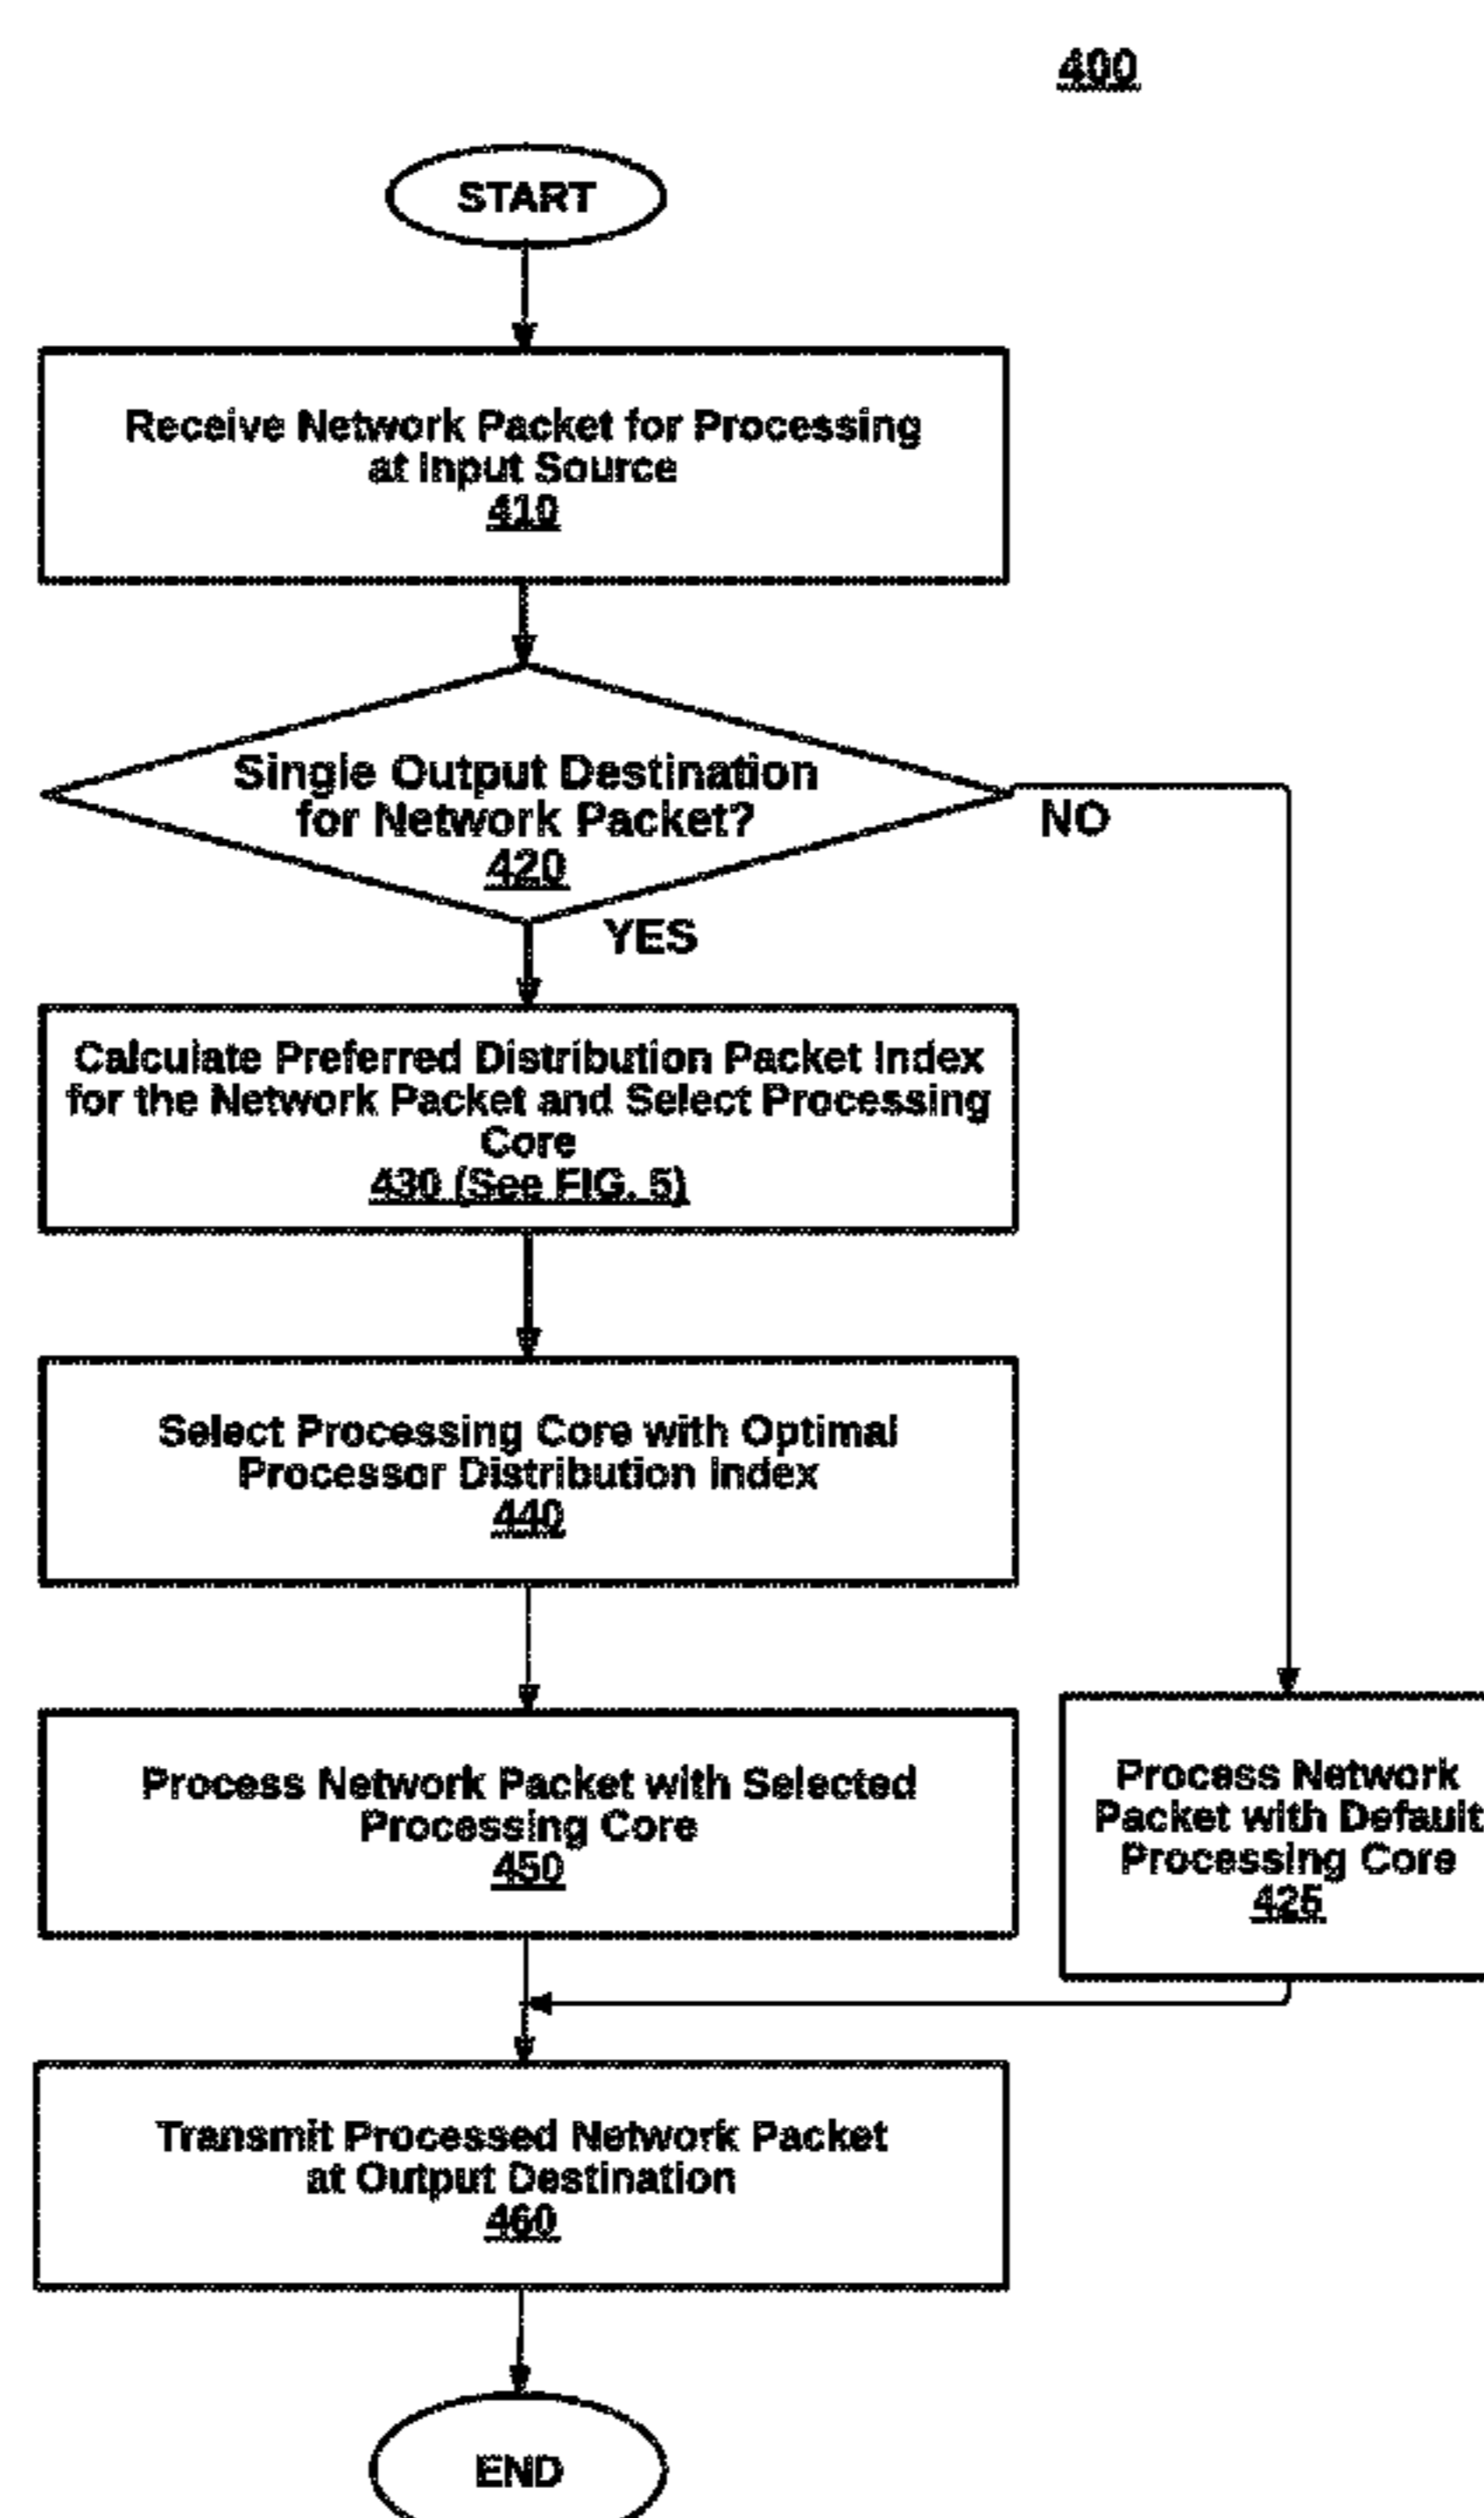 400
START
Receive Network Packet for Processing
at Input Source
410
Single Output Destination
for Network Packet?
420
NO
YES
Calculate Preferred Distribution Packet Index
for the Network Packet and Select Processing
Core
430 (See FIG. 5)
Select Processing Core with Optimal
Processor Distribution Index
440
Process Network Packet with Selected
Processing Core
450
Process Network
Packet with Default
Processing Core
425
Transmit Processed Network Packet
at Output Destination
460
END